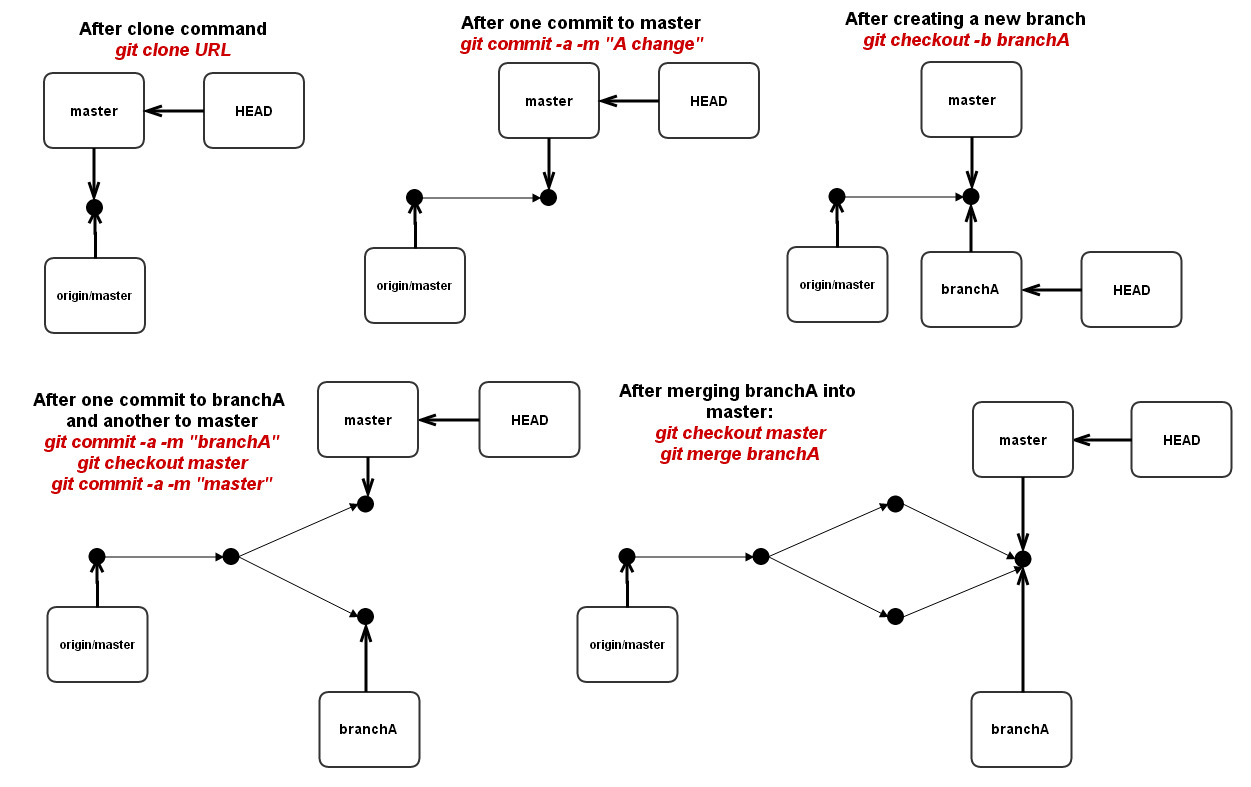 After clone command
git clone URL
master
HEAD
origin/master
After one commit to master
git commit -a -m "A change"
master
HEAD
origin/master
After creating a new branch
git checkout -b branchA
master
origin/master
branchA
HEAD
After one commit to branchA
and another to master
git commit -a -m "branchA"
git checkout master
git commit -a -m "master"
master
HEAD
origin/master
branchA
After merging branchA into
master:
git checkout master
git merge branchA
master
HEAD
origin/master
branchA